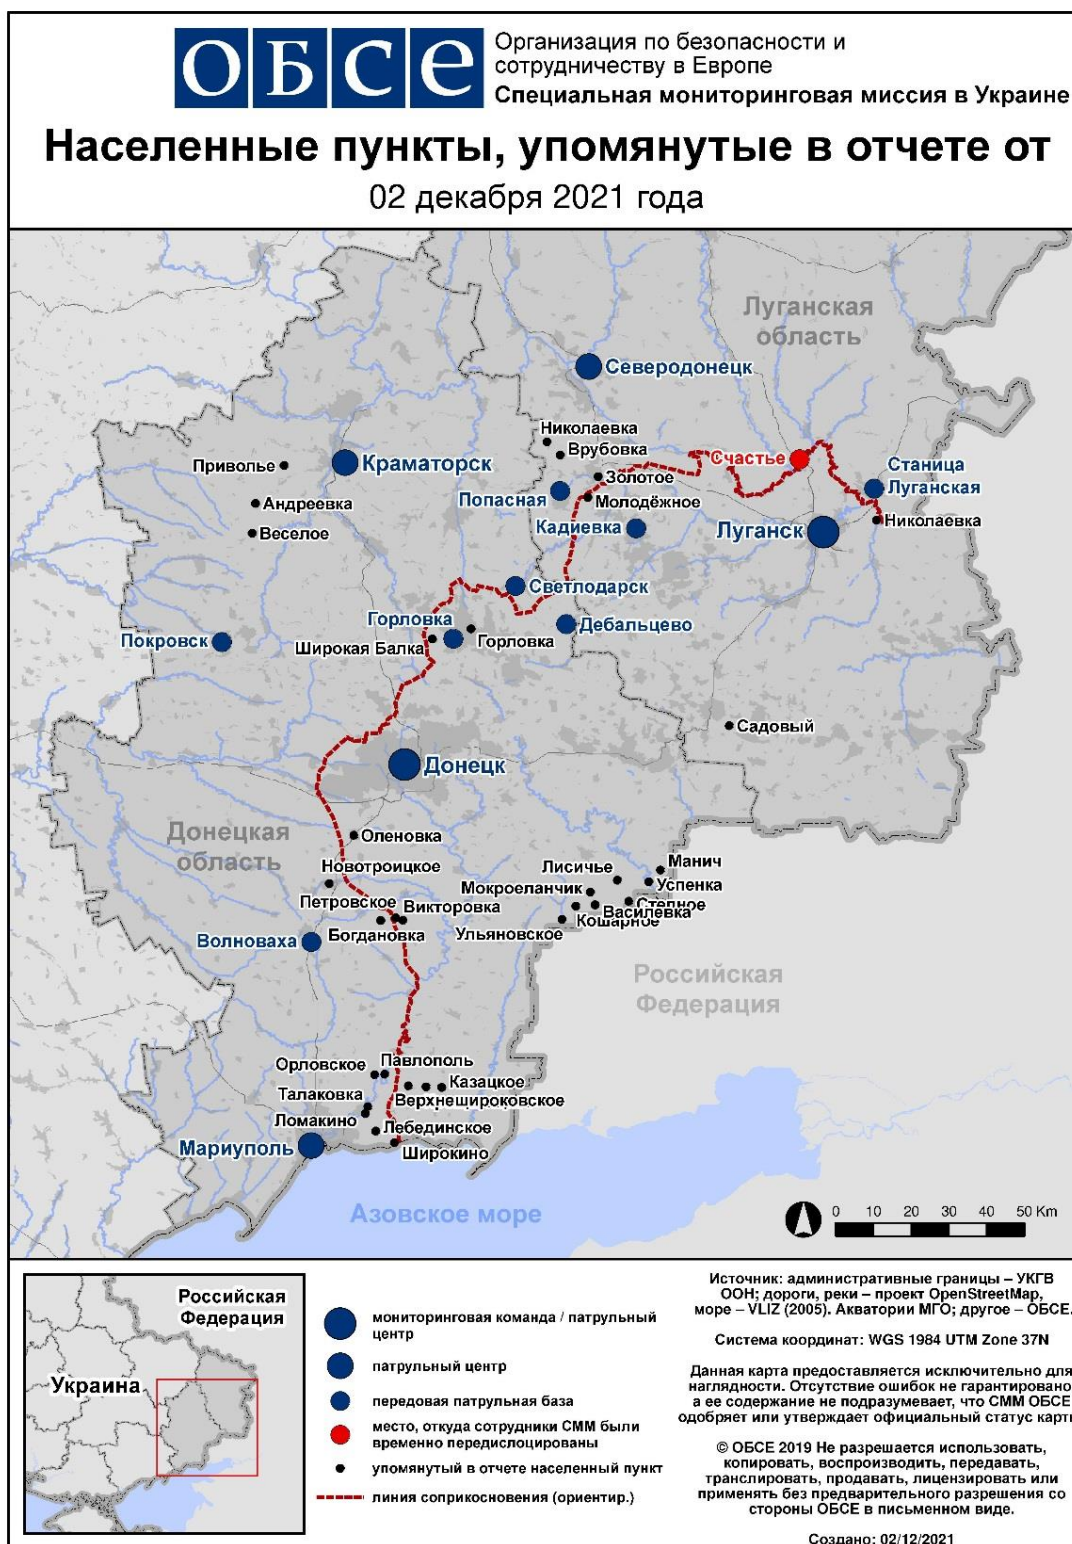 ОБСЕ
Организация по безопасности и
сотрудничеству в Европе
Специальная мониторинговая миссия в Украине
Населенные пункты, упомянутые в отчете от
02 декабря 2021 года
Луганская
область
Северодонецк
Николаевка
Врубовка
Счастье
Приволье
Краматорск
Золотое
Станица
Луганская
Попасная
Молодёжное
Андреевка
Кадиевка
Луганск
Николаевка
Веселое
Светлодарск
Горловка
Дебальцево
Покровск
Широкая Балка
Горловка
Садовый
Донецк
Донецкая
область
Оленовка
Новотроицкое
Лисичье
Манич
Мокроеланчик
Успенка
Петровское
Викторовка
Степное
Василевка
Богдановка
Ульяновское
Кошарное
Волноваха
Российская
Федерация
Орловское
Павлополь
Талаковка
Казацкое
Верхнешироковское
Ломакино
Лебединское
Мариуполь
Широкино
Азовское море
0 10 20 30 40 50 Km
Российская
Федерация
Украина
мониторинговая команда / патрульный
центр
патрульный центр
передовая патрульная база
место, откуда сотрудники СММ были
временно передислоцированы
упомянутый в отчете населенный пункт
линия соприкосновения (ориентир.)
Источник: административные границы – УКГВ
ООН; дороги, реки – проект OpenStreetMap,
море – VLIZ (2005). Акватории МГО; другое – ОБСЕ.
Система координат: WGS 1984 UTM Zone 37N
Данная карта предоставляется исключительно для
наглядности. Отсутствие ошибок не гарантировано
а ее содержание не подразумевает, что СММ ОБСЕ
одобряет или утверждает официальный статус карт
© ОБСЕ 2019 Не разрешается использовать,
копировать, воспроизводить, передавать,
транслировать, продавать, лицензировать или
применять без предварительного разрешения со
стороны ОБСЕ в письменном виде.
Создано: 02/12/2021